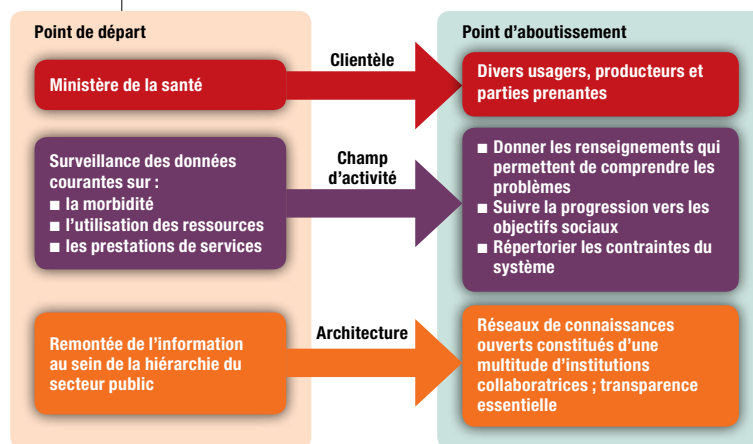 Point de départ
Point d'aboutissement
Clientèle
Ministère de la santé
Divers usagers, producteurs et
parties prenantes
Champ
d'activité
Surveillance des données
courantes sur :
■ la morbidité
■ l'utilisation des ressources
■ les prestations de services
■ Donner les renseignements qui
permettent de comprendre les
problèmes
■ Suivre la progression vers les
objectifs sociaux
■ Répertorier les contraintes du
système
Architecture
Remontée de l'information
au sein de la hiérarchie du
secteur public
Réseaux de connaissances
ouverts constitués d'une
multitude d'institutions
collaboratrices ; transparence
essentielle